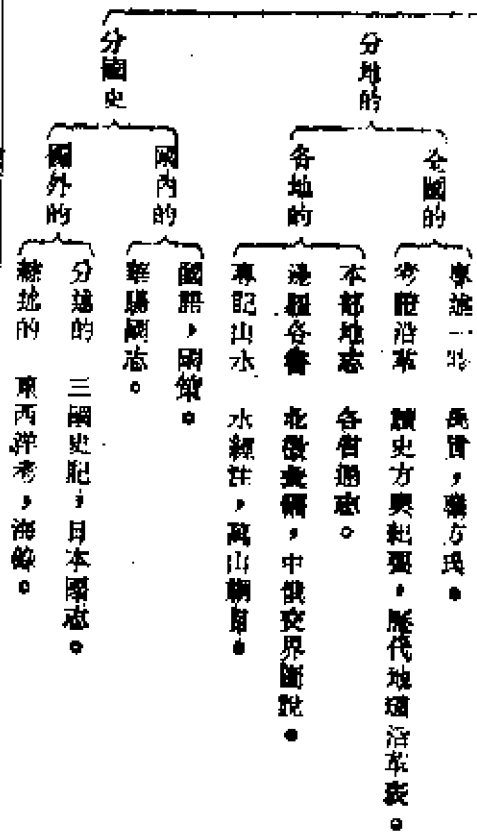 分地的
全國的
專述一時 禹貢,職方氏。
考證沿革 讀史方輿紀要,歷代地理沿革表。
各地的
本部地志 各省通志。
邊疆各書 北徼彙編,中俄交界圖說。
專記山水 水經注,萬山綱目。
分國史
國內的
國語,國策。
華陽國志。
國外的
分述的 三國史記,日本國志。
總述的 東西洋考,海錄。